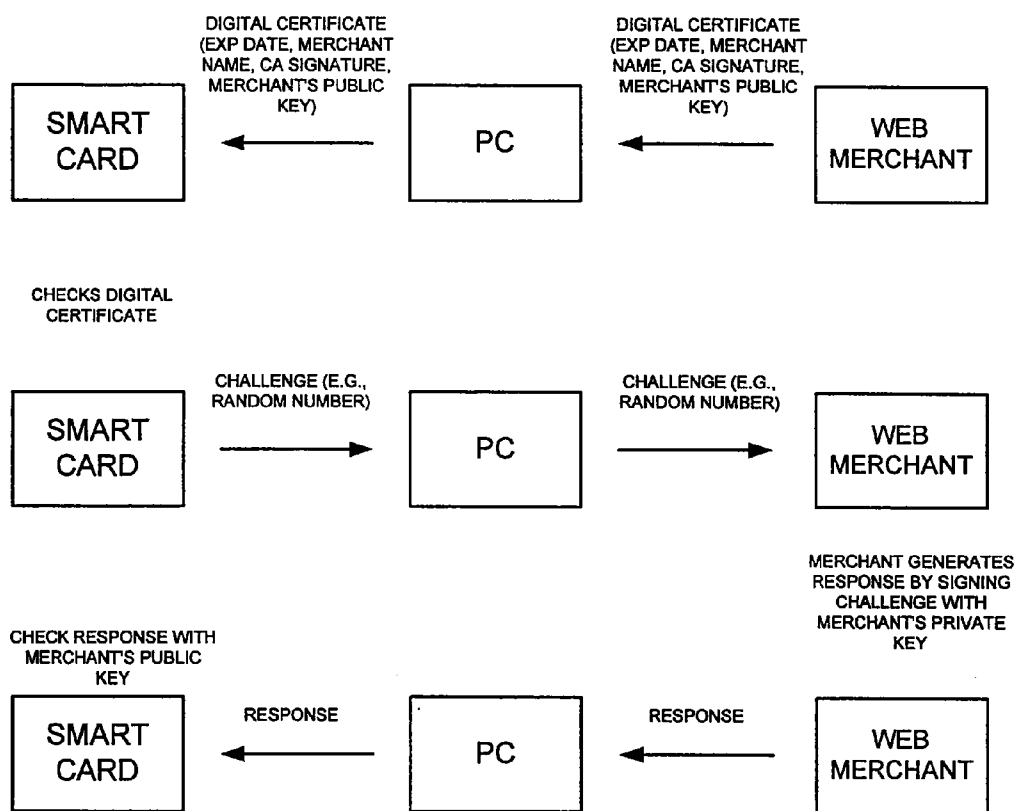 DIGITAL CERTIFICATE
(EXP DATE, MERCHANT
NAME, CA SIGNATURE,
MERCHANT'S PUBLIC
KEY)
DIGITAL CERTIFICATE
(EXP DATE, MERCHANT
NAME, CA SIGNATURE,
MERCHANT'S PUBLIC
KEY)
SMART
CARD
PC
WEB
MERCHANT
CHECKS DIGITAL
CERTIFICATE
CHALLENGE (E.G.,
RANDOM NUMBER)
CHALLENGE (E.G.,
RANDOM NUMBER)
SMART
CARD
PC
WEB
MERCHANT
MERCHANT GENERATES
RESPONSE BY SIGNING
CHALLENGE WITH
MERCHANT'S PRIVATE
KEY
CHECK RESPONSE WITH
MERCHANT'S PUBLIC
KEY
RESPONSE
RESPONSE
SMART
CARD
PC
WEB
MERCHANT